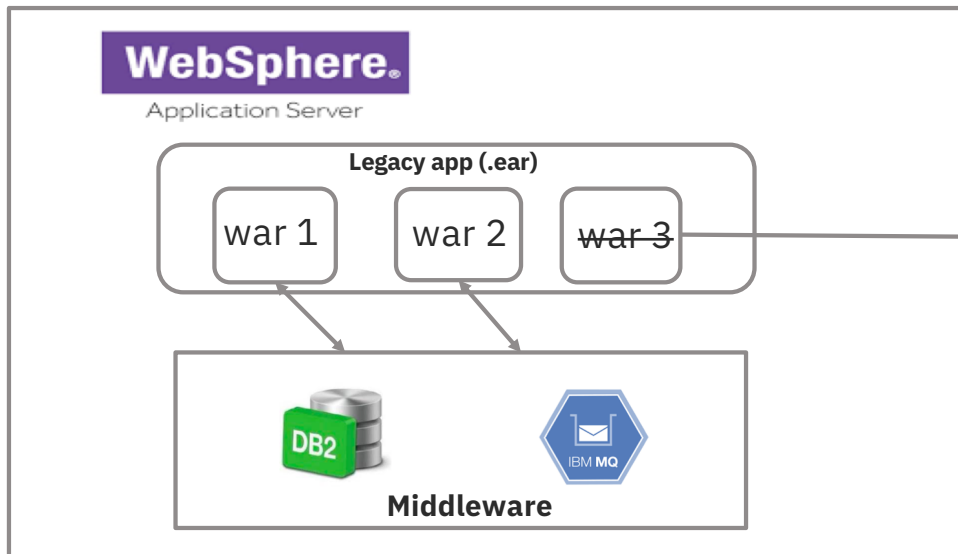 WebSphere®
Application Server
Legacy app (.ear)
war 1
war 2
war 3
DB2
IBM MQ
Middleware